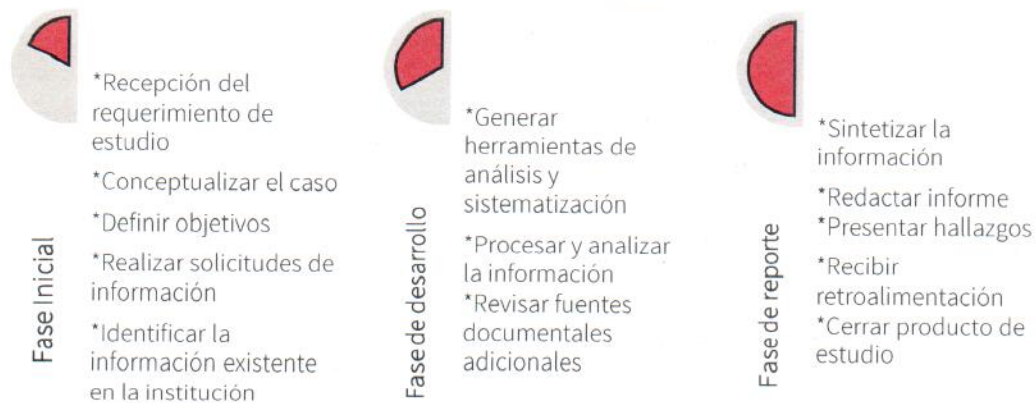 *Recepción del
requerimiento de
estudio
*Conceptualizar el caso
*Definir objetivos
*Realizar solicitudes de
información
*Identificar la
información existente
en la institución
Fase Inicial
*Generar
herramientas de
análisis y
sistematización
*Procesar y analizar
la información
*Revisar fuentes
documentales
adicionales
Fase de desarrollo
*Sintetizar la
información
*Redactar informe
*Presentar hallazgos
*Recibir
retroalimentación
*Cerrar producto de
estudio
Fase de reporte